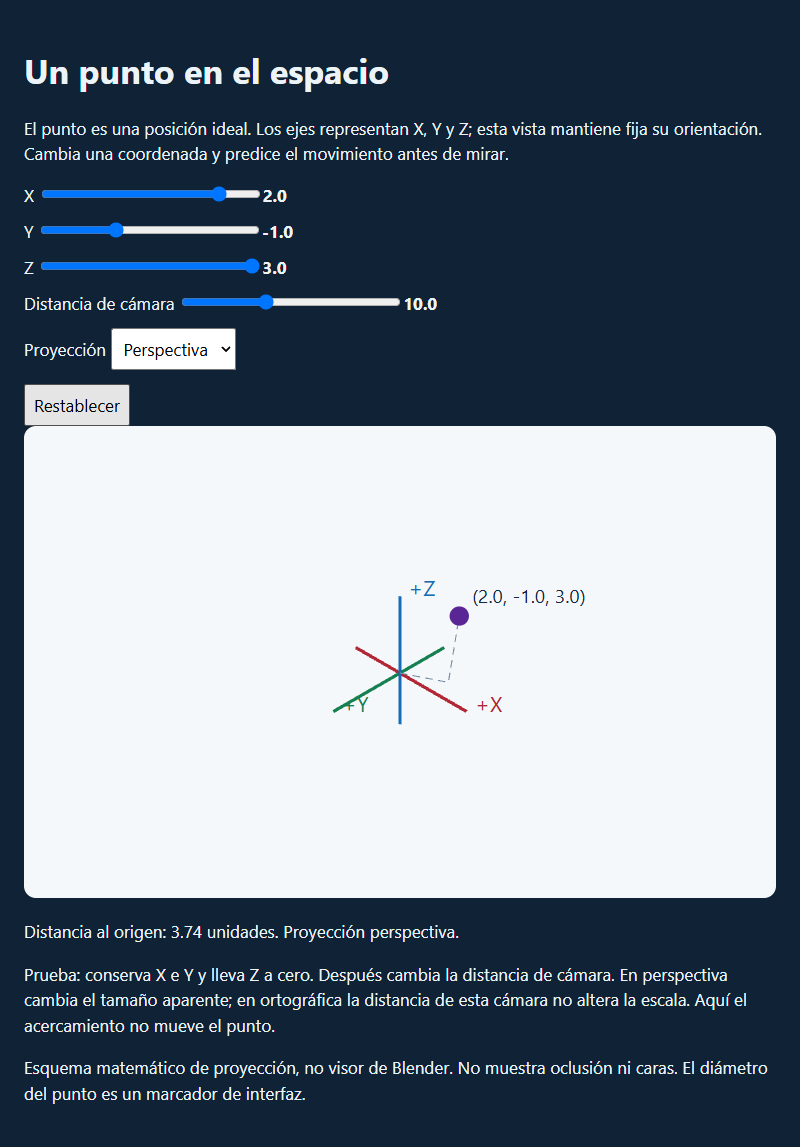 Un punto en el espacio
El punto es una posición ideal. Los ejes representan X, Y y Z; esta vista mantiene fija su orientación.
Cambia una coordenada y predice el movimiento antes de mirar.
X 2.0
Y -1.0
Z 3.0
Distancia de cámara 10.0
Proyección Perspectiva
Restablecer
+Z
(2.0, -1.0, 3.0)
+Y
+X
Distancia al origen: 3.74 unidades. Proyección perspectiva.
Prueba: conserva X e Y y lleva Z a cero. Después cambia la distancia de cámara. En perspectiva
cambia el tamaño aparente; en ortográfica la distancia de esta cámara no altera la escala. Aquí el
acercamiento no mueve el punto.
Esquema matemático de proyección, no visor de Blender. No muestra oclusión ni caras. El diámetro
del punto es un marcador de interfaz.